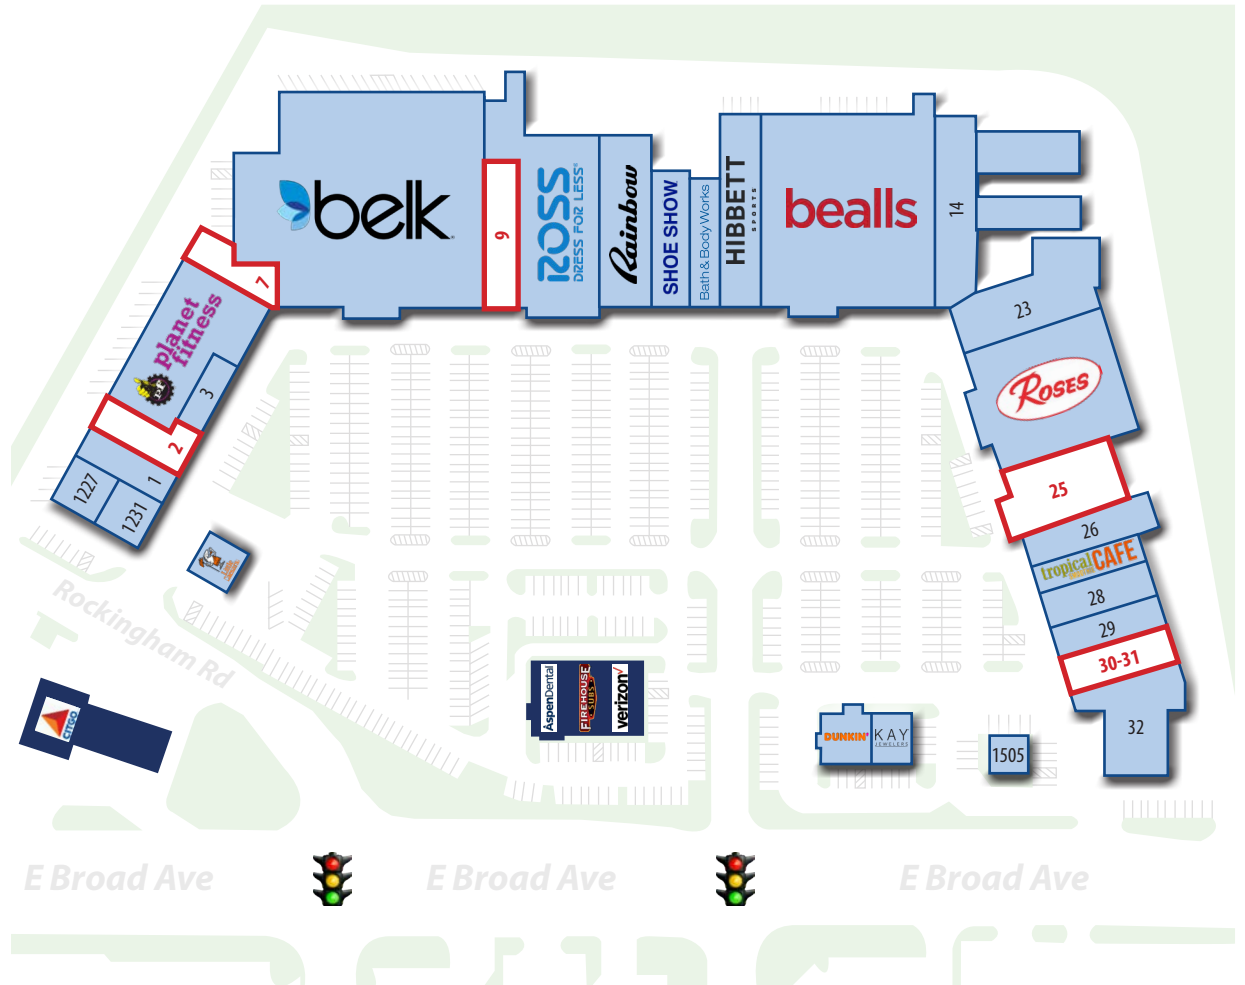 belk
9
ROSS
DRESS FOR LESS
Rainbow
SHOE SHOW
Bath & Body Works
HIBBETT
SPORTS
bealls
14
7
planet
fitness
3
2
1
1227
1231
23
ROSES
25
26
tropical
CAFE
28
29
30-31
32
Rockingham Rd
CITGO
AspenDental
FIREHOUSE
SUBS
verizon
DUNKIN'
KAY
JEWELERS
1505
E Broad Ave
E Broad Ave
E Broad Ave